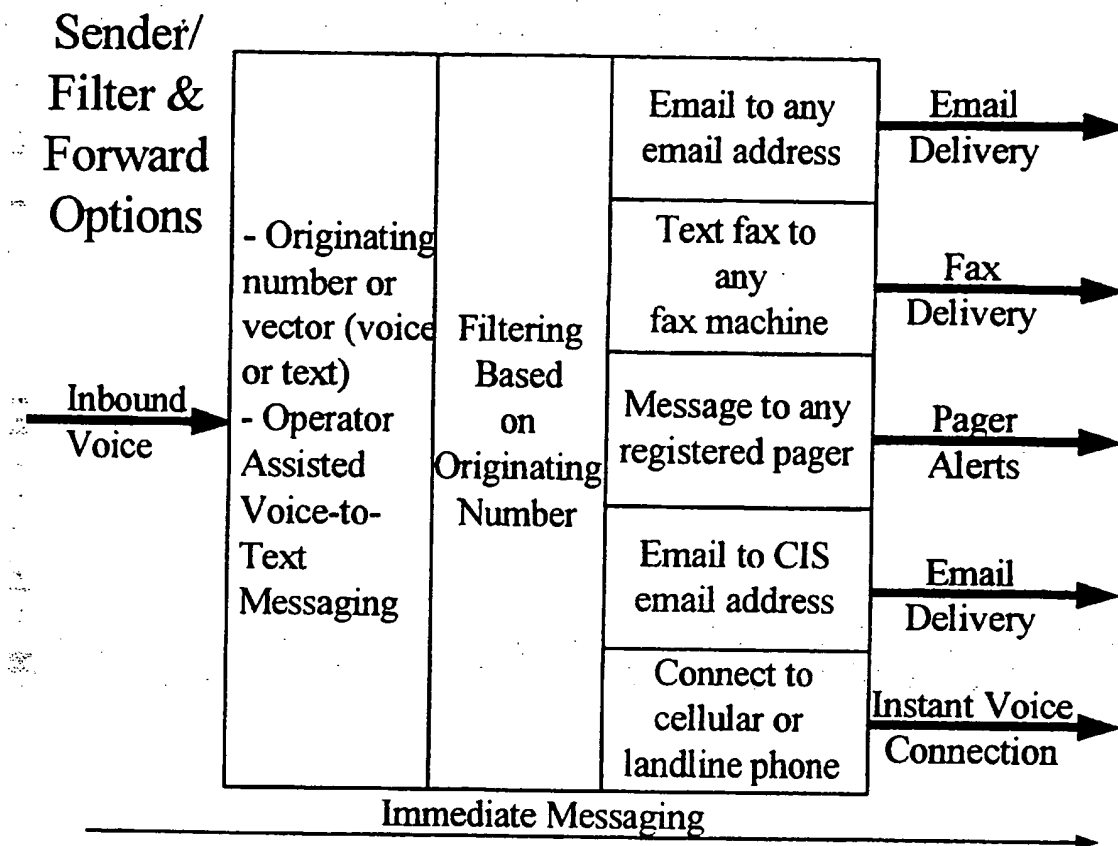 Sender/
Filter &
Forward
Options
Inbound
Voice
- Originating
number or
vector (voice
or text)
- Operator
Assisted
Voice-to-
Text
Messaging
Filtering
Based
on
Originating
Number
Email to any
email address
Text fax to
any
fax machine
Message to any
registered pager
Email to CIS
email address
Connect to
cellular or
landline phone
Email
Delivery
Fax
Delivery
Pager
Alerts
Email
Delivery
Instant Voice
Connection
Immediate Messaging